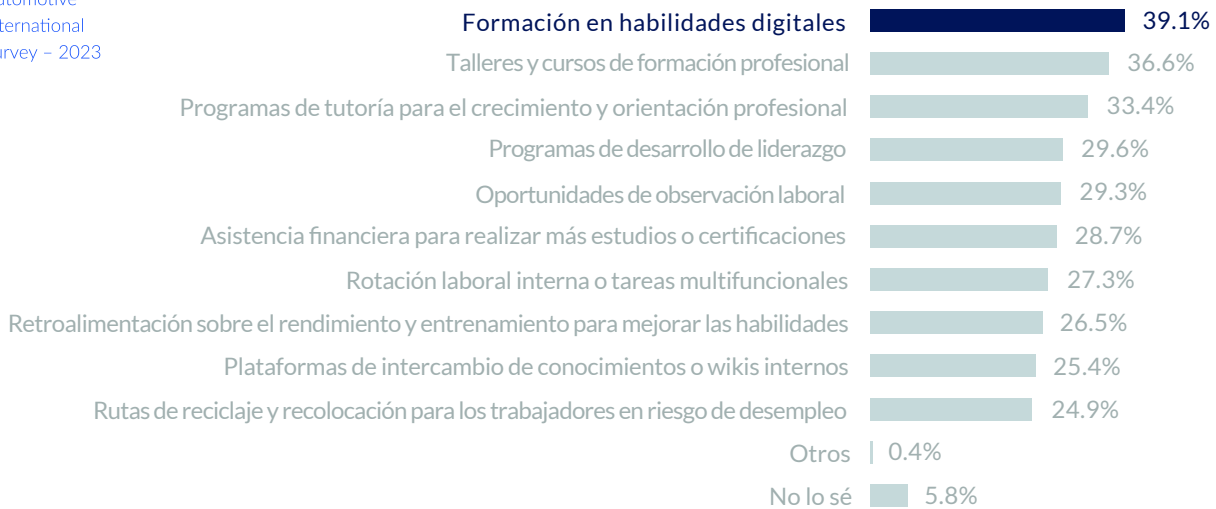 2023
Formación en habilidades digitales 39.1%
Talleres y cursos de formación profesional 36.6%
Programas de tutoría para el crecimiento y orientación profesional 33.4%
Programas de desarrollo de liderazgo 29.6%
Oportunidades de observación laboral 29.3%
Asistencia financiera para realizar más estudios o certificaciones 28.7%
Rotación laboral interna o tareas multifuncionales 27.3%
Retroalimentación sobre el rendimiento y entrenamiento para mejorar las habilidades 26.5%
Plataformas de intercambio de conocimientos o wikis internos 25.4%
Rutas de reciclaje y recolocación para los trabajadores en riesgo de desempleo 24.9%
Otros 0.4%
No lo sé 5.8%